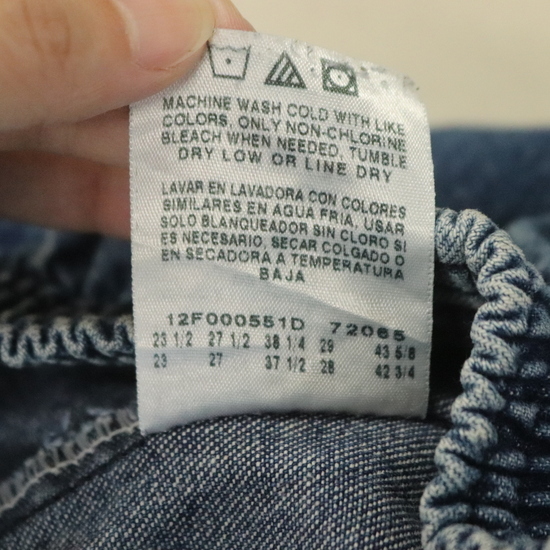 MACHINE WASH COLD WITH LIKE
COLORS, ONLY NON-CHLORINE
BLEACH WHEN NEEDED, TUMBLE
DRY LOW OR LINE DRY
LAVAR EN LAVADORA CON COLORES
SIMILARES EN AGUA FRIA, USAR
SOLO BLANQUEADOR SIN CLORO SI
ES NECESARIO, SECAR COLGADO O
EN SECADORA A TEMPERATURA
BAJA
12F000551D 72065
23 1/2 27 1/2 38 1/4 29 43 5/8
23 27 37 1/2 28 42 3/4